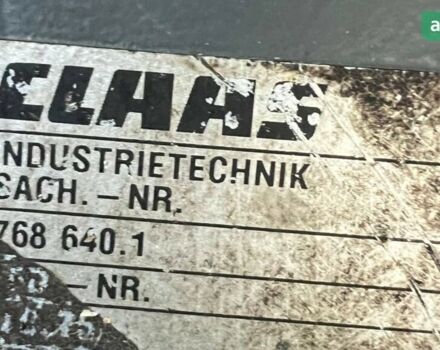 CLAAS
INDUSTRIETECHNIK
SACH.-NR.
768 640.1
-NR.